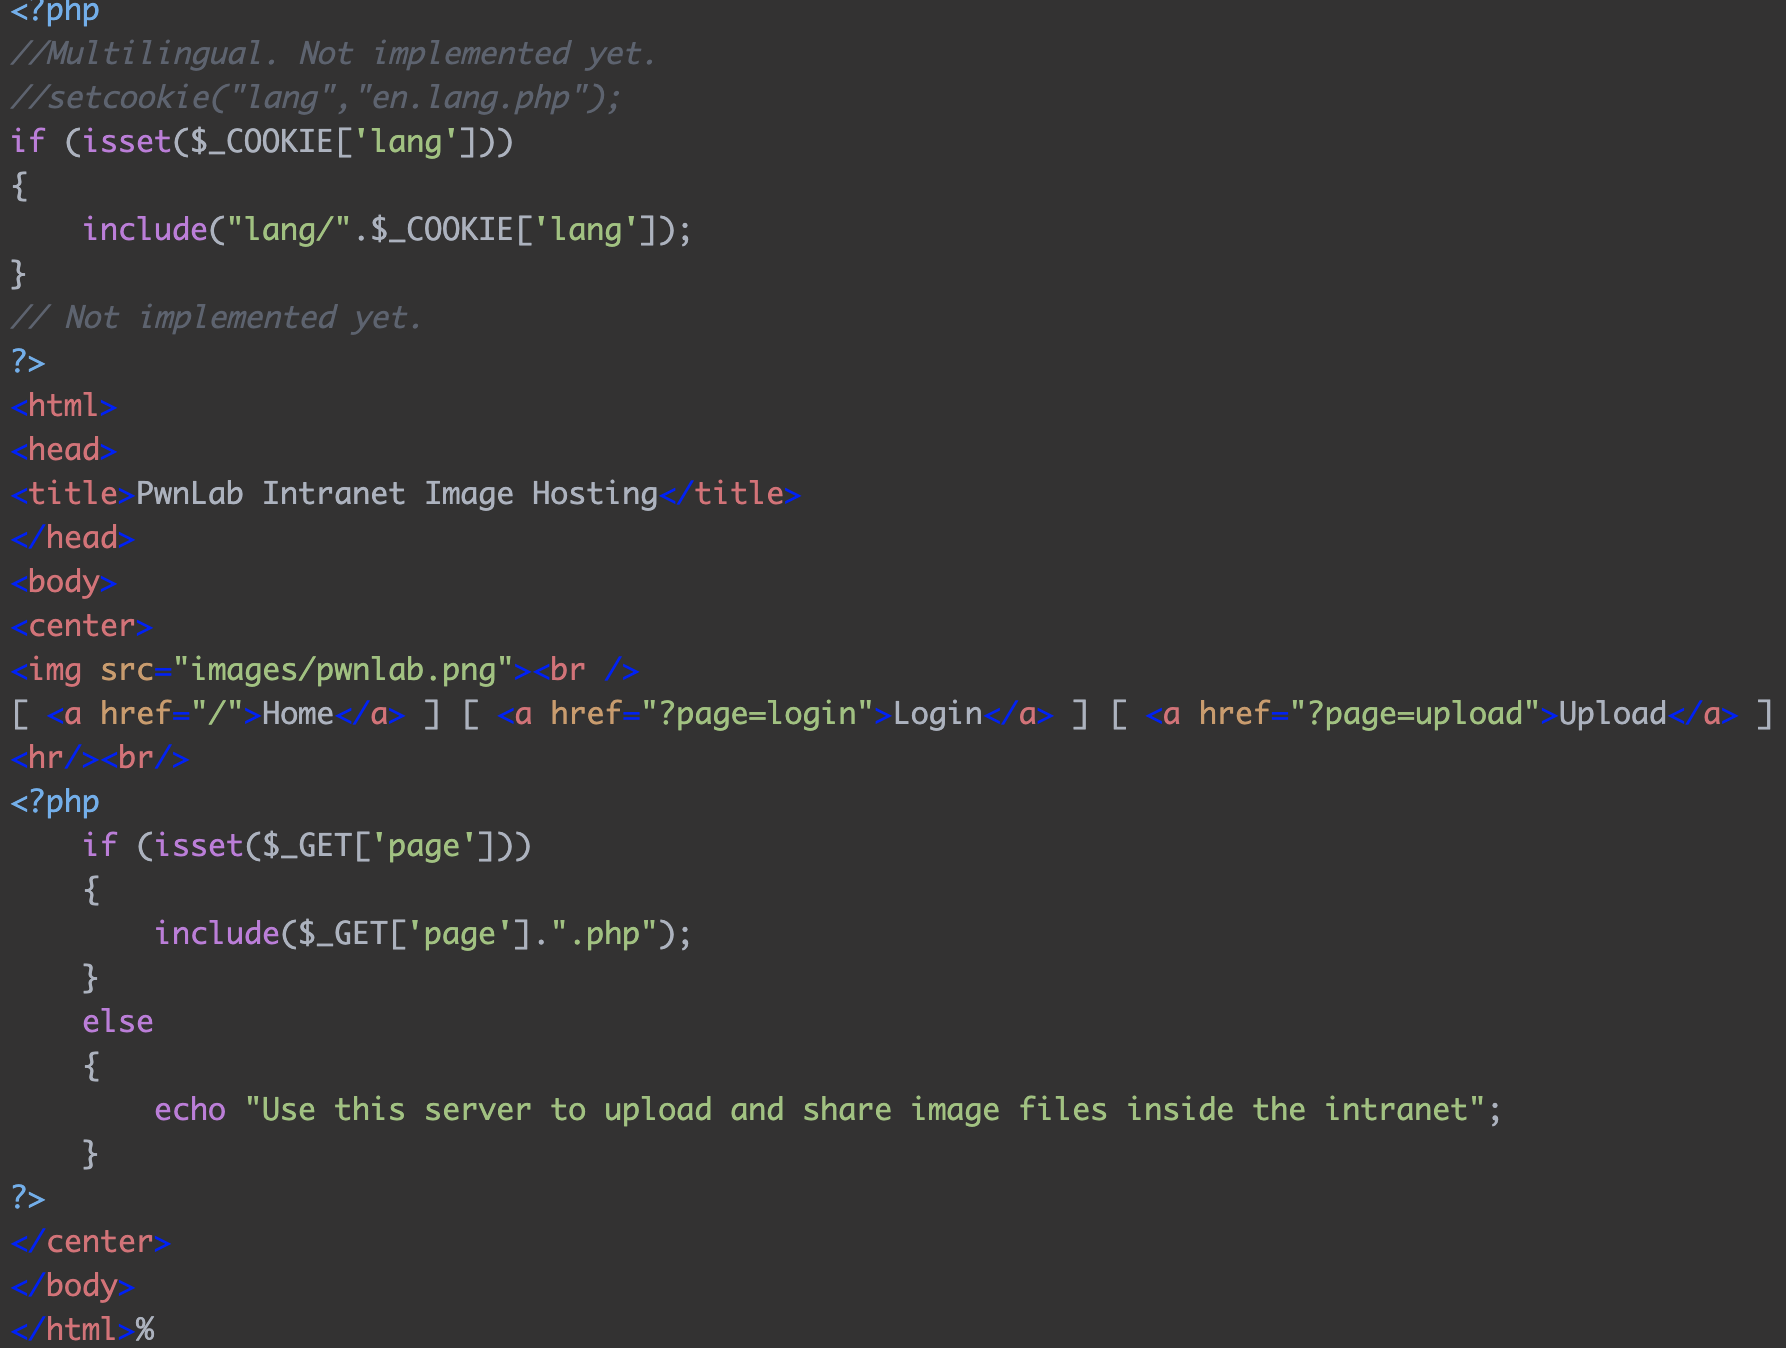 <?php
//Multilingual. Not implemented yet.
//setcookie("lang","en.lang.php");
if (isset($_COOKIE['lang']))
{
    include("lang/".$_COOKIE['lang']);
}
// Not implemented yet.
?>
<html>
<head>
<title>PwnLab Intranet Image Hosting</title>
</head>
<body>
<center>
<img src="images/pwnlab.png"><br />
[ <a href="/">Home</a> ] [ <a href="?page=login">Login</a> ] [ <a href="?page=upload">Upload</a> ]
<hr/><br/>
<?php
    if (isset($_GET['page']))
    {
        include($_GET['page'].".php");
    }
    else
    {
        echo "Use this server to upload and share image files inside the intranet";
    }
?>
</center>
</body>
</html>%